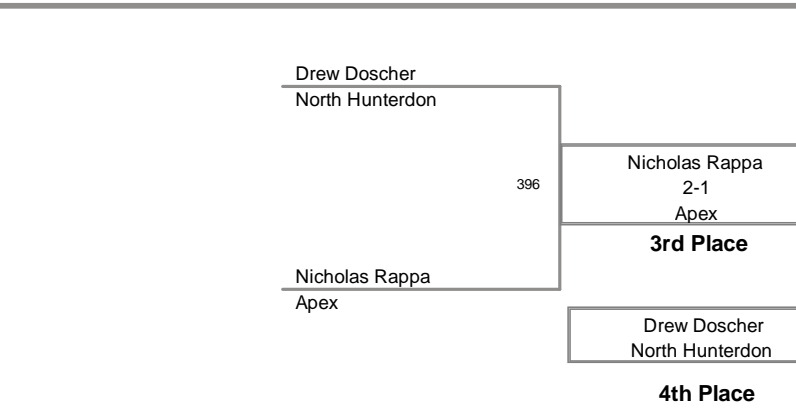 Drew Doscher
North Hunterdon
396
Nicholas Rappa
2-1
Apex
3rd Place
Nicholas Rappa
Apex
Drew Doscher
North Hunterdon
4th Place